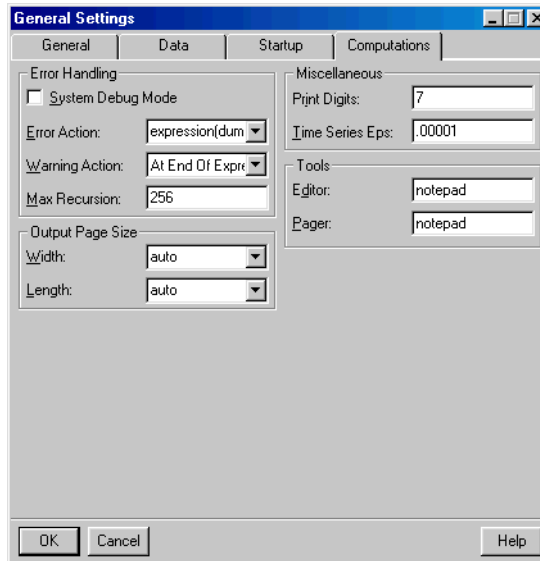 General Settings
General
Data
Startup
Computations
Error Handling
System Debug Mode
Error Action:
expression(dum
Warning Action:
At End Of Expre
Max Recursion:
256
Output Page Size
Width:
auto
Length:
auto
Miscellaneous
Print Digits:
7
Time Series Eps:
.00001
Tools
Editor:
notepad
Pager:
notepad
OK
Cancel
Help